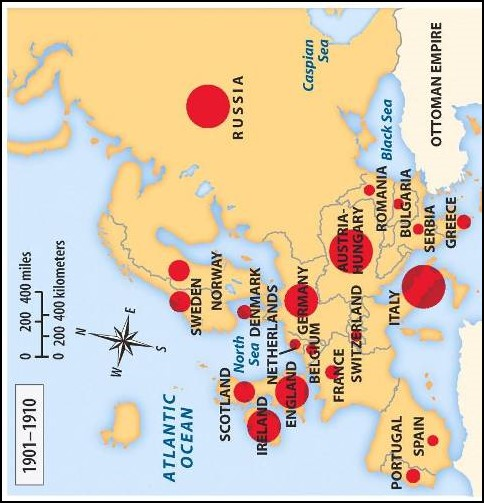 1901–1910
0 200 400 miles
0 200 400 kilometers
N
E
S
W
ATLANTIC
OCEAN
North
Sea
Caspian
Sea
Black Sea
RUSSIA
NORWAY
SWEDEN
DENMARK
SCOTLAND
IRELAND
ENGLAND
NETHERLANDS
BELGIUM
GERMANY
FRANCE
SWITZERLAND
AUSTRIA-
HUNGARY
ROMANIA
BULGARIA
SERBIA
GREECE
ITALY
PORTUGAL
SPAIN
OTTOMAN EMPIRE